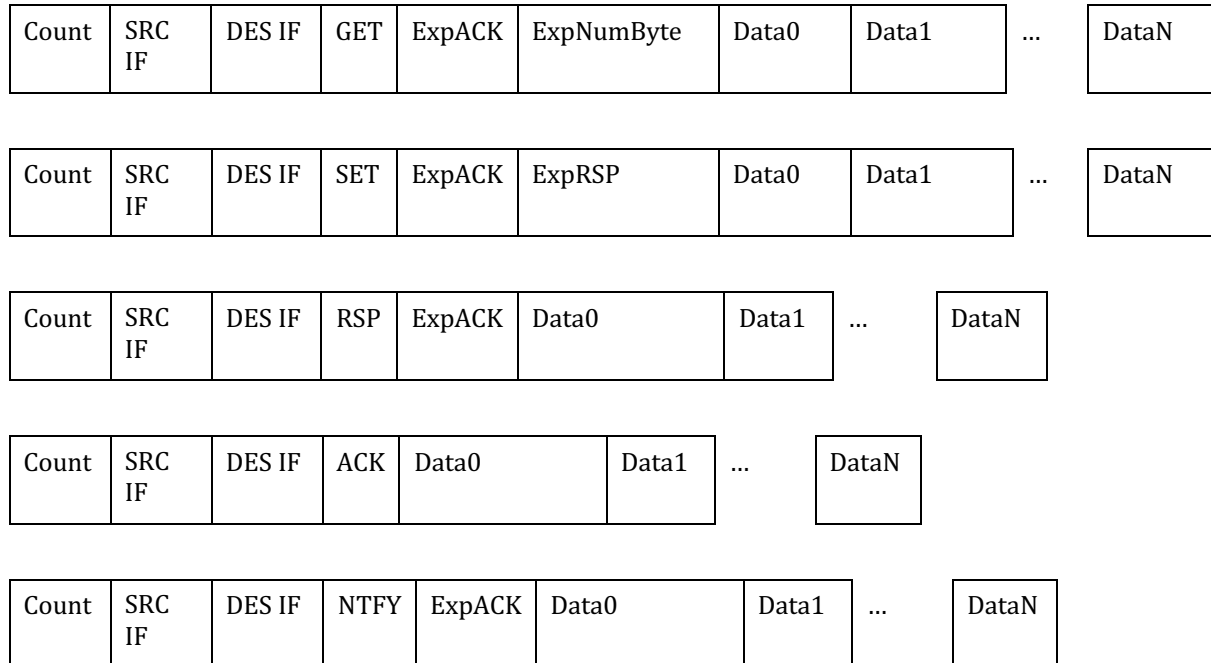 Count SRC IF DES IF GET ExpACK ExpNumByte Data0 Data1 … DataN
Count SRC IF DES IF SET ExpACK ExpRSP Data0 Data1 … DataN
Count SRC IF DES IF RSP ExpACK Data0 Data1 … DataN
Count SRC IF DES IF ACK Data0 Data1 … DataN
Count SRC IF DES IF NTFY ExpACK Data0 Data1 … DataN